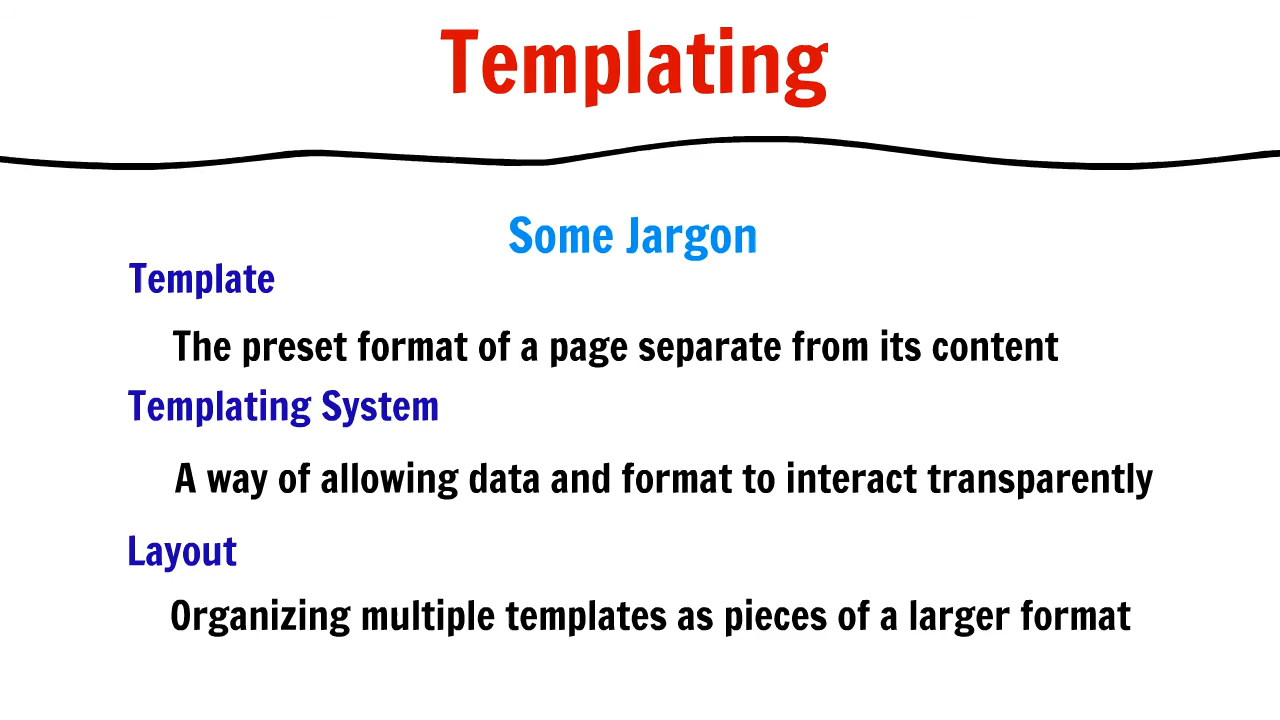 Templating
Some Jargon
Template
The preset format of a page separate from its content
Templating System
A way of allowing data and format to interact transparently
Layout
Organizing multiple templates as pieces of a larger format